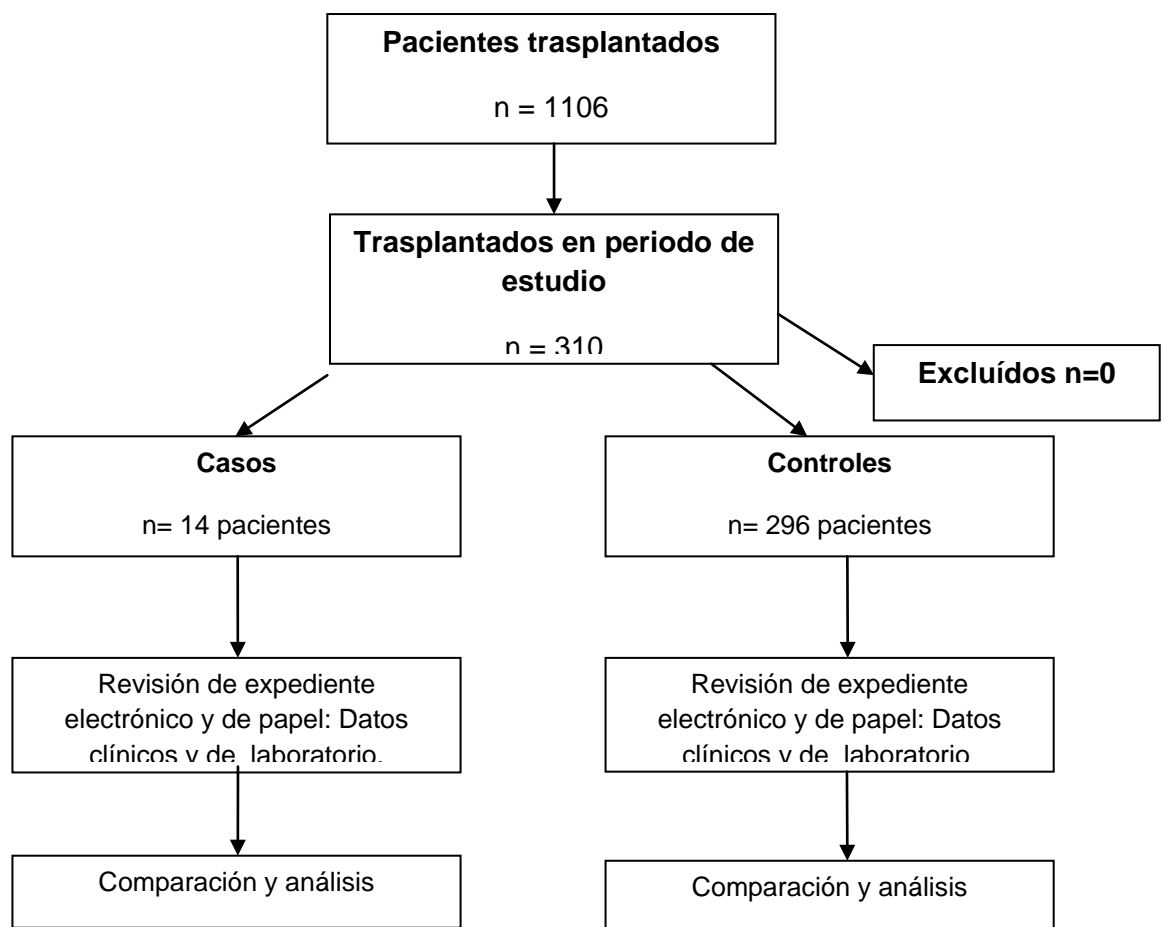 Pacientes trasplantados
n = 1106
Trasplantados en periodo de
estudio
n = 310
Excluídos n=0
Casos
n= 14 pacientes
Controles
n= 296 pacientes
Revisión de expediente
electrónico y de papel: Datos
clínicos y de laboratorio.
Revisión de expediente
electrónico y de papel: Datos
clínicos y de laboratorio
Comparación y análisis
Comparación y análisis